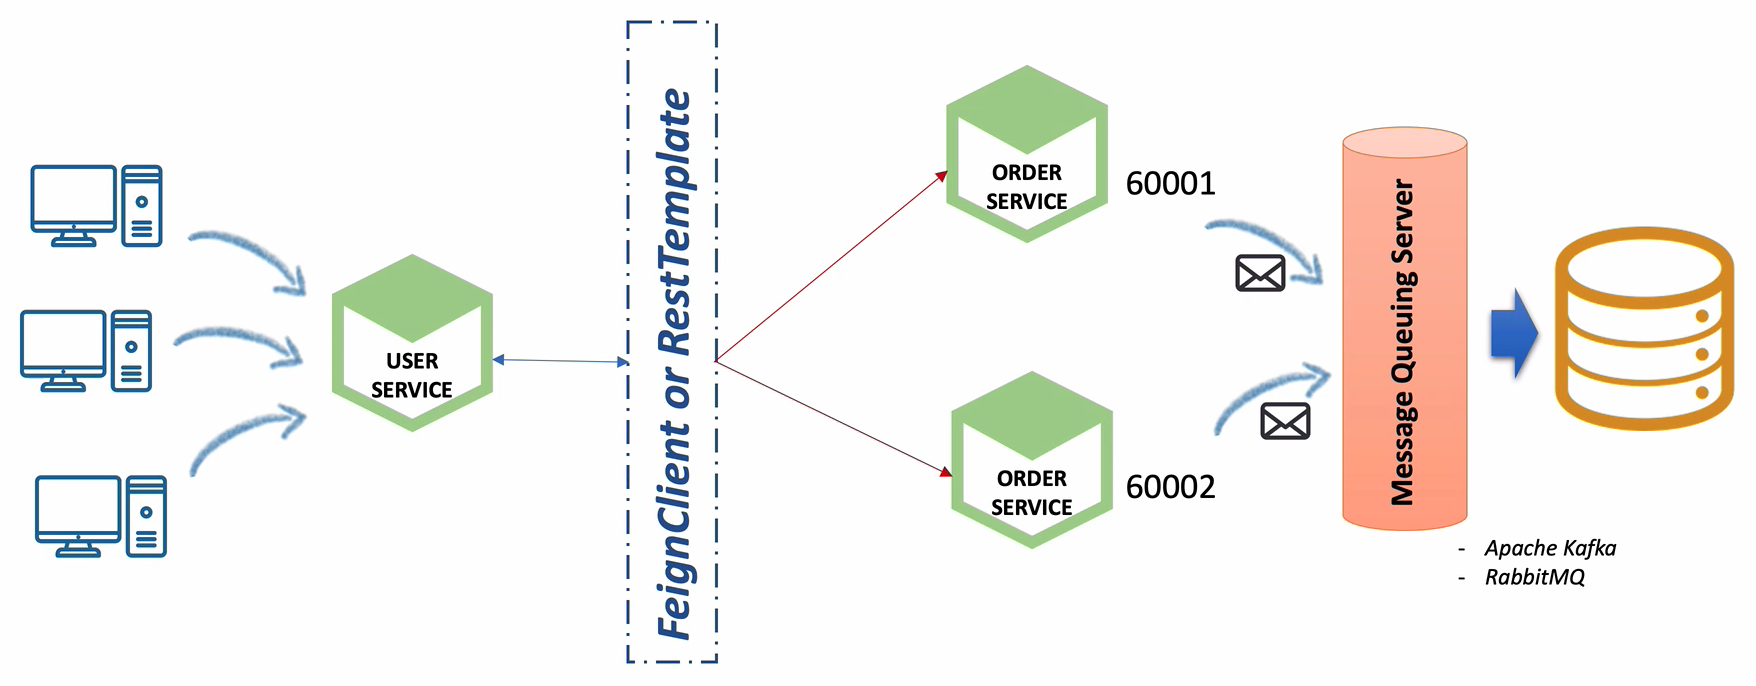 USER
SERVICE
FeignClient or RestTemplate
ORDER
SERVICE
60001
ORDER
SERVICE
60002
Message Queuing Server
- Apache Kafka
- RabbitMQ